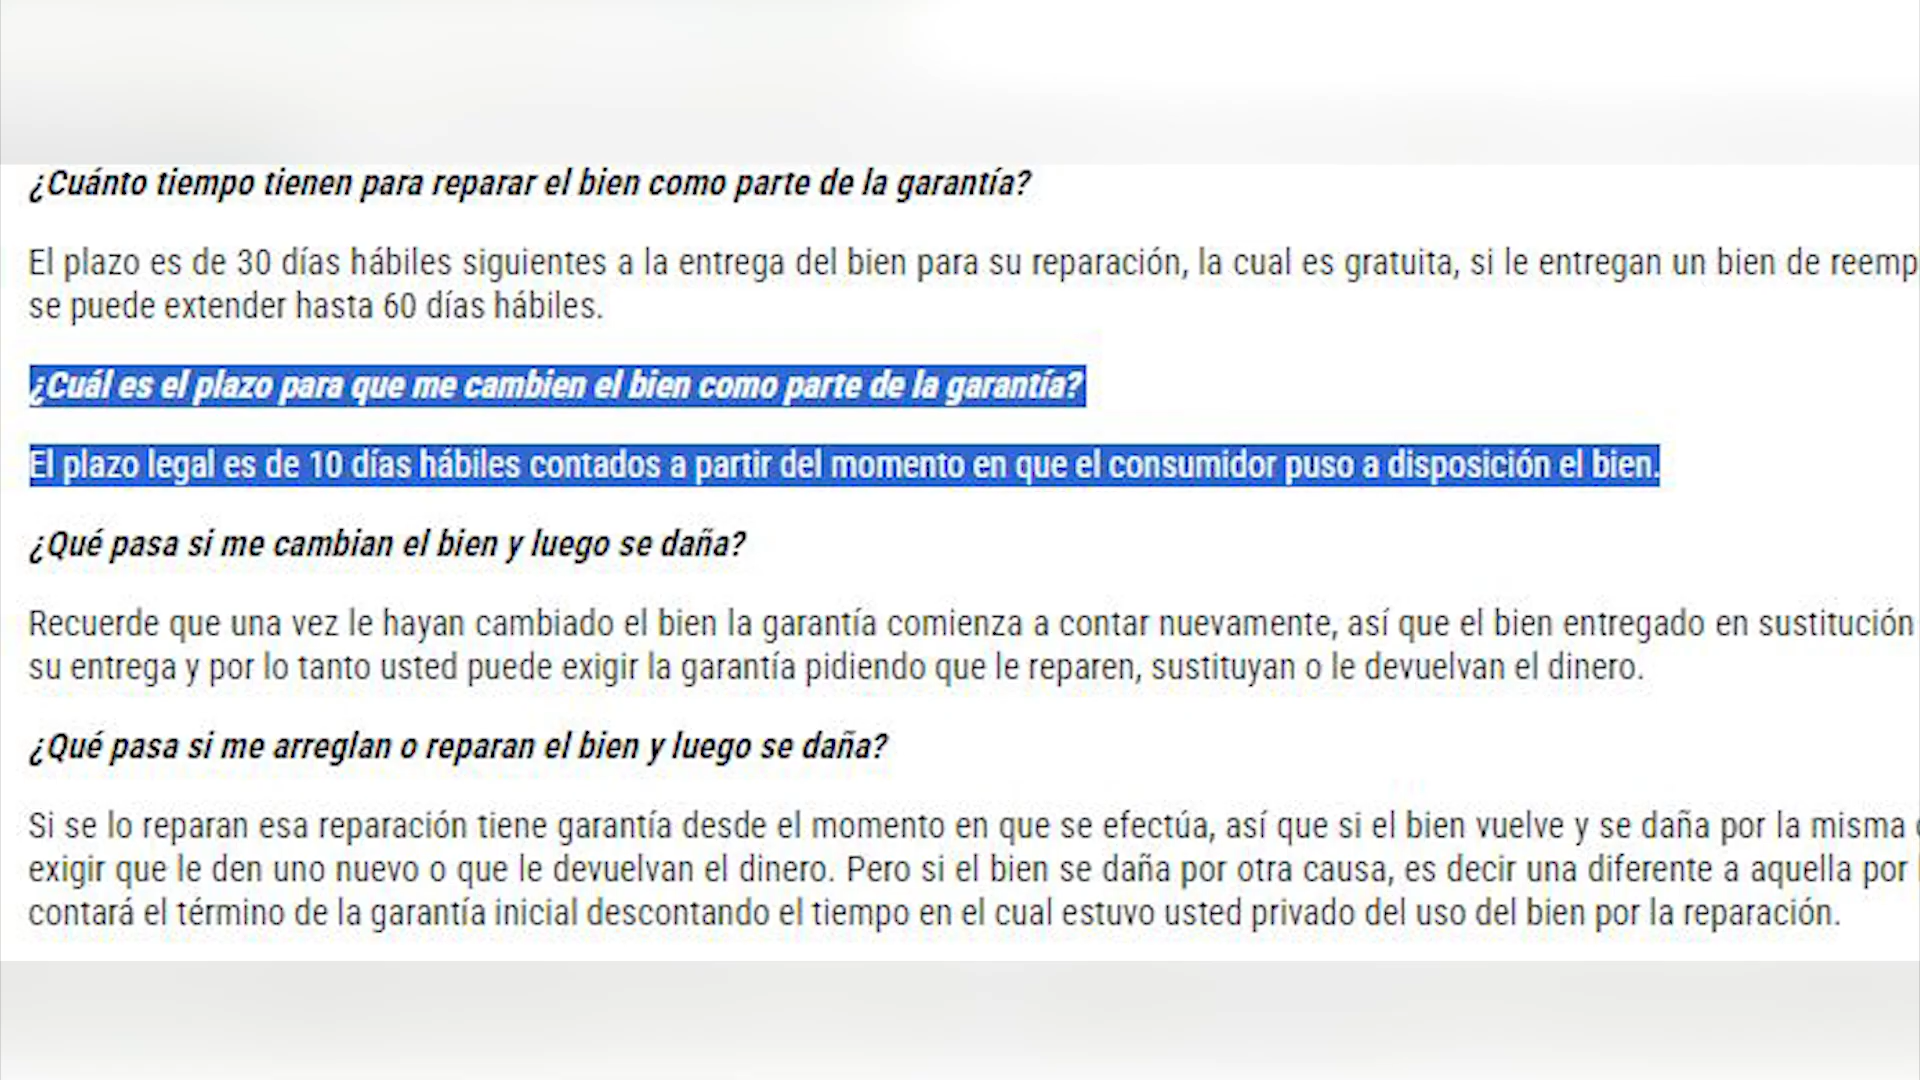 ¿Cuánto tiempo tienen para reparar el bien como parte de la garantía?
El plazo es de 30 días hábiles siguientes a la entrega del bien para su reparación, la cual es gratuita, si le entregan un bien de reemp
se puede extender hasta 60 días hábiles.
¿Cuál es el plazo para que me cambien el bien como parte de la garantía?
El plazo legal es de 10 días hábiles contados a partir del momento en que el consumidor puso a disposición el bien.
¿Qué pasa si me cambian el bien y luego se daña?
Recuerde que una vez le hayan cambiado el bien la garantía comienza a contar nuevamente, así que el bien entregado en sustitución
su entrega y por lo tanto usted puede exigir la garantía pidiendo que le reparen, sustituyan o le devuelvan el dinero.
¿Qué pasa si me arreglan o reparan el bien y luego se daña?
Si se lo reparan esa reparación tiene garantía desde el momento en que se efectúa, así que si el bien vuelve y se daña por la misma
exigir que le den uno nuevo o que le devuelvan el dinero. Pero si el bien se daña por otra causa, es decir una diferente a aquella por
contará el término de la garantía inicial descontando el tiempo en el cual estuvo usted privado del uso del bien por la reparación.